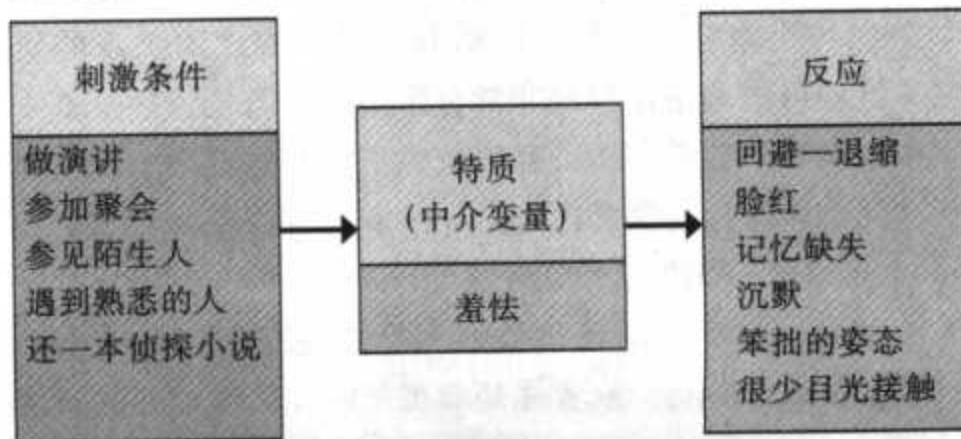 刺激条件
做演讲
参加聚会
参见陌生人
遇到熟悉的人
还一本侦探小说
特质
(中介变量)
羞怯
反应
回避—退缩
脸红
记忆缺失
沉默
笨拙的姿态
很少目光接触